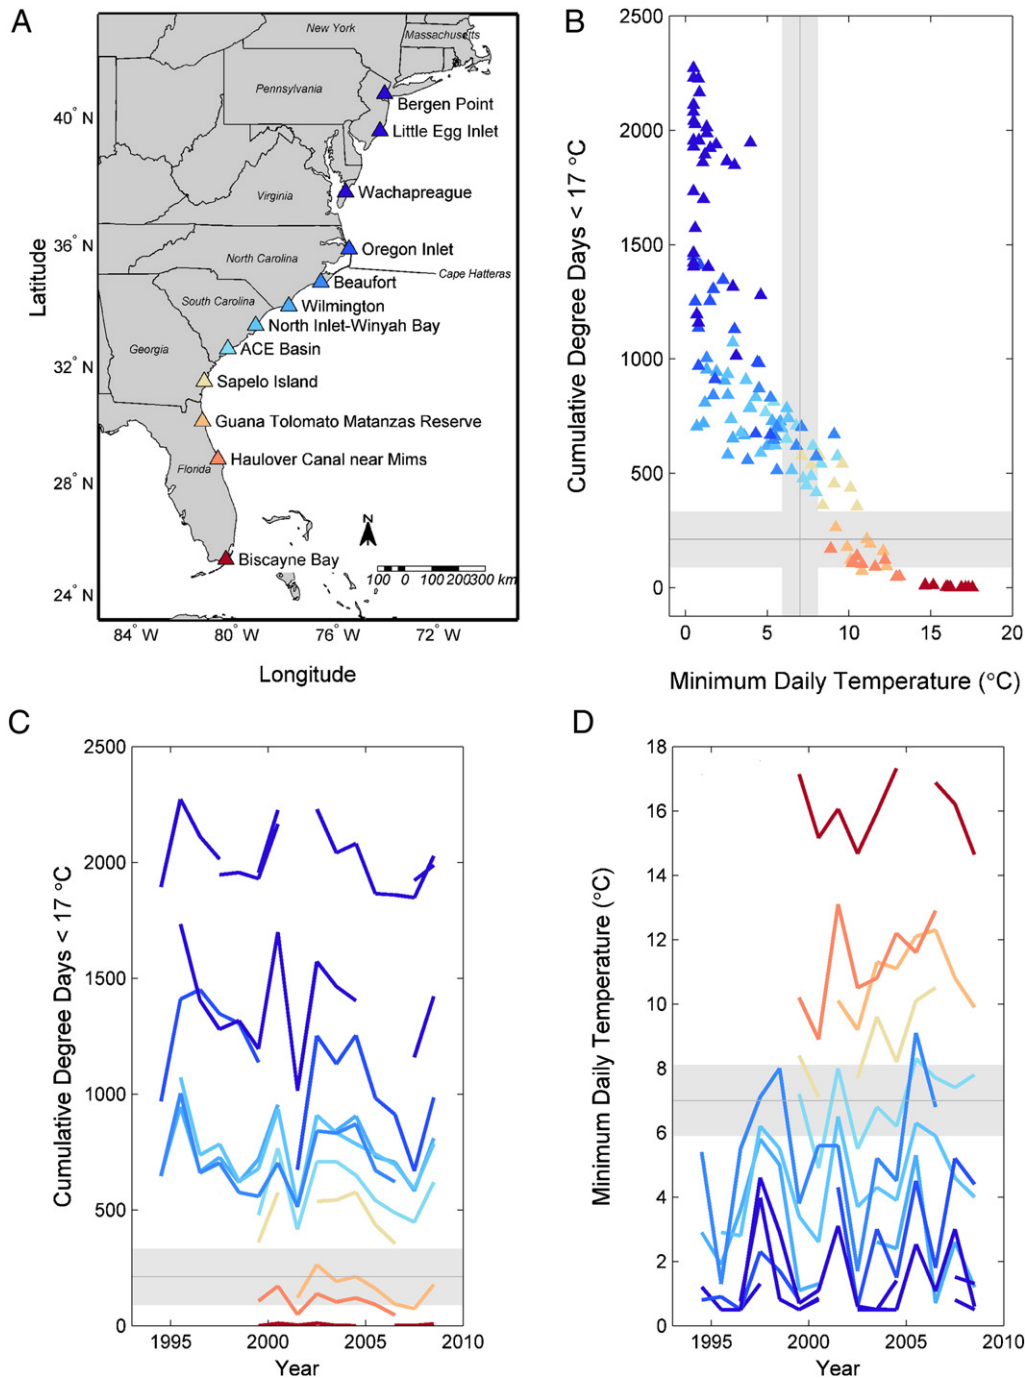 A
New York
Massachusetts
Pennsylvania
Bergen Point
40° N
Little Egg Inlet
Wachapreague
Virginia
36° N
Oregon Inlet
North Carolina
Cape Hatteras
Beaufort
South Carolina
Wilmington
North Inlet-Winyah Bay
Georgia
ACE Basin
32° N
Sapelo Island
Guana Tolomato Matanzas Reserve
Haulover Canal near Mims
Florida
28° N
N
Biscayne Bay
100 0 100 200 300 km
24° N
84° W 80° W 76° W 72° W
Latitude
Longitude
B
2500
2000
1500
1000
500
0
0 5 10 15 20
Cumulative Degree Days < 17 °C
Minimum Daily Temperature (°C)
C
2500
2000
1500
1000
500
0
1995 2000 2005 2010
Cumulative Degree Days < 17 °C
Year
D
18
16
14
12
10
8
6
4
2
0
1995 2000 2005 2010
Minimum Daily Temperature (°C)
Year